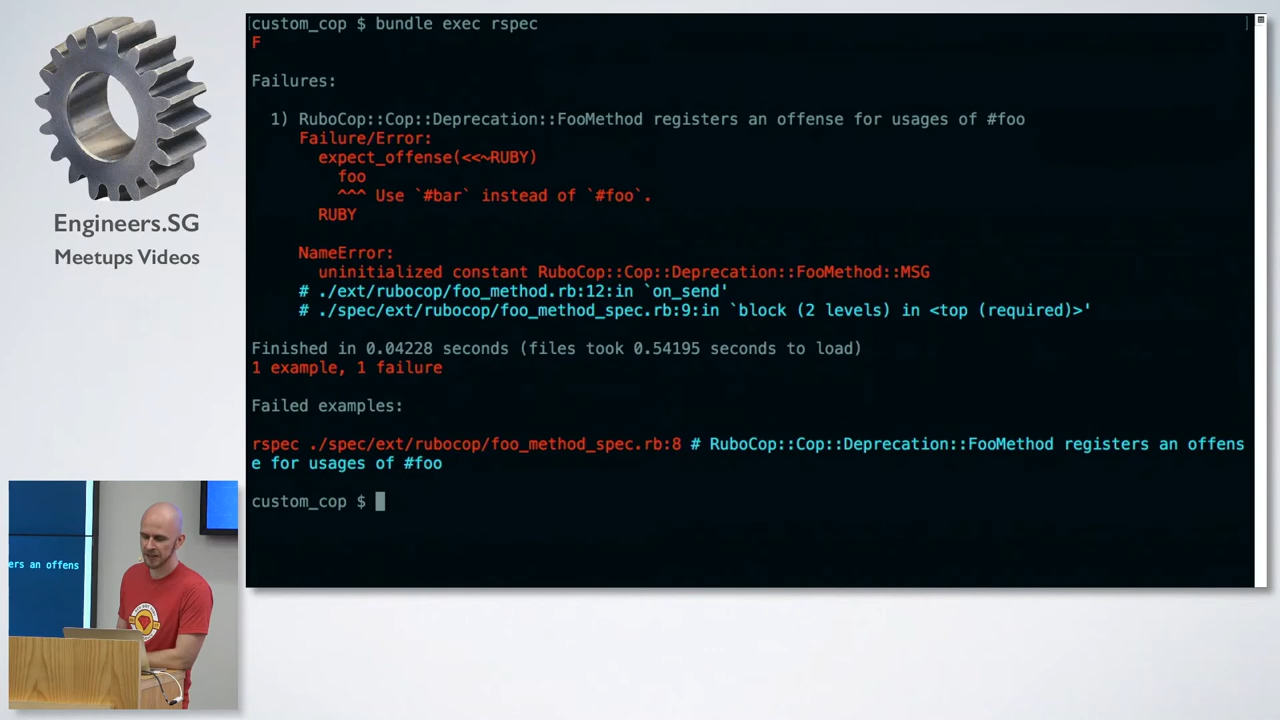 [custom_cop $ bundle exec rspec ]
F
Failures:
1) RuboCop::Cop::Deprecation::FooMethod registers an offense for usages of #foo
Failure/Error:
expect_offense(<<~RUBY)
foo
^^^ Use `#bar` instead of `#foo`.
RUBY
NameError:
uninitialized constant RuboCop::Cop::Deprecation::FooMethod::MSG
# ./ext/rubocop/foo_method.rb:12:in `on_send'
# ./spec/ext/rubocop/foo_method_spec.rb:9:in `block (2 levels) in <top (required)>'
Finished in 0.04228 seconds (files took 0.54195 seconds to load)
1 example, 1 failure
Failed examples:
rspec ./spec/ext/rubocop/foo_method_spec.rb:8 # RuboCop::Cop::Deprecation::FooMethod registers an offens
e for usages of #foo
custom_cop $
Engineers.SG
Meetups Videos
ers an offens